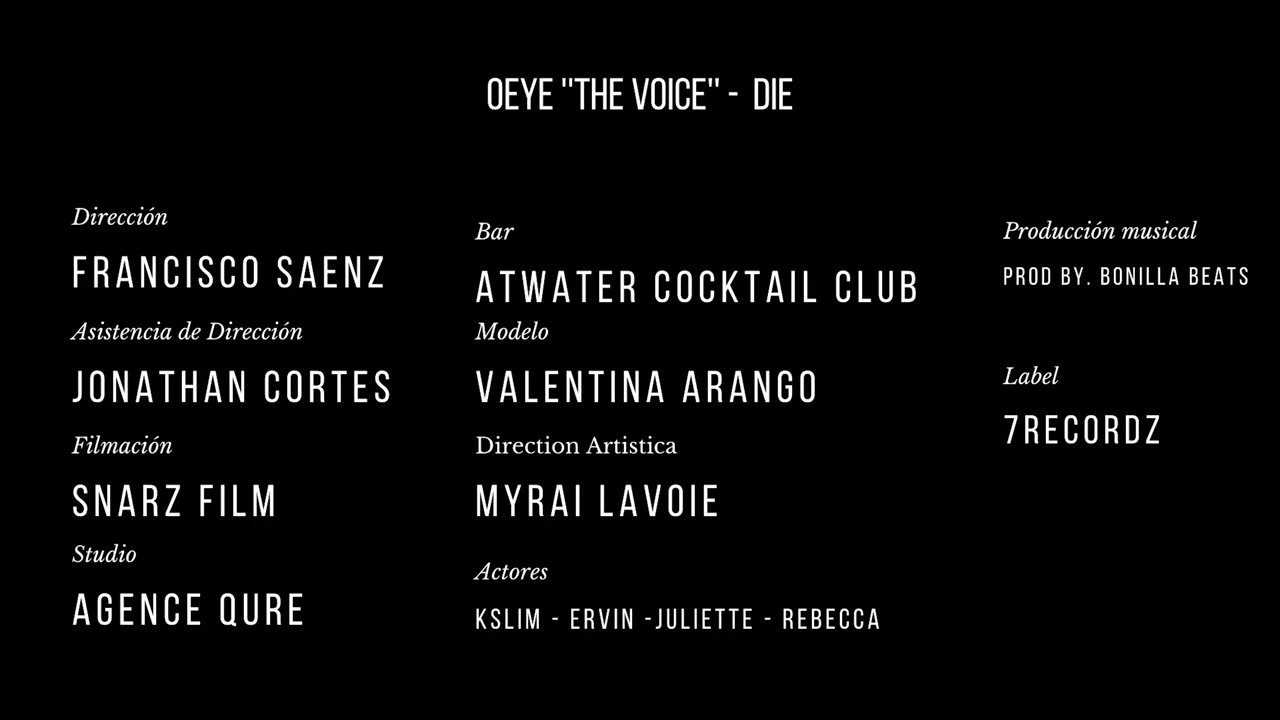 OEYE "THE VOICE" - DIE
Dirección
FRANCISCO SAENZ
Asistencia de Dirección
JONATHAN CORTES
Filmación
SNARZ FILM
Studio
AGENCE QURE
Bar
ATWATER COCKTAIL CLUB
Modelo
VALENTINA ARANGO
Direction Artistica
MYRAI LAVOIE
Actores
KSLIM - ERVIN -JULIETTE - REBECCA
Producción musical
PROD BY. BONILLA BEATS
Label
7RECORDZ